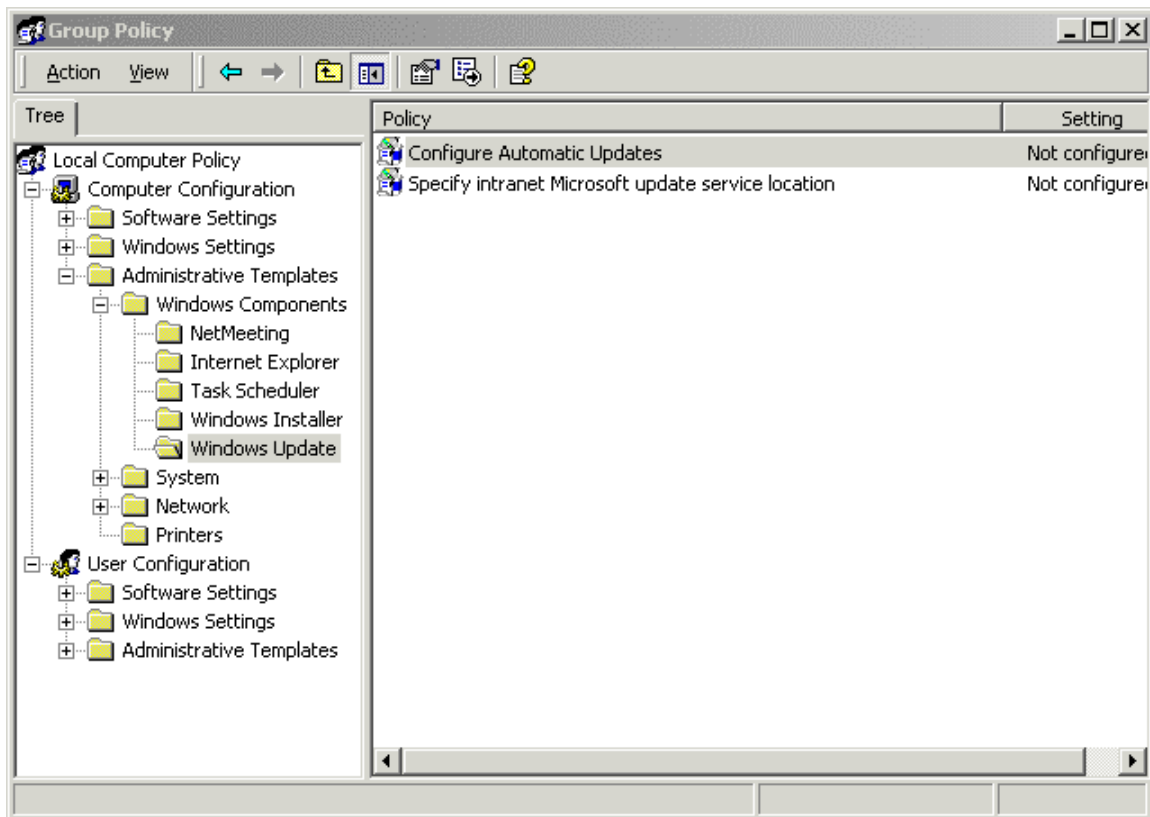 Group Policy
Action View
Tree
Policy Setting
Local Computer Policy
Computer Configuration
Software Settings
Windows Settings
Administrative Templates
Windows Components
NetMeeting
Internet Explorer
Task Scheduler
Windows Installer
Windows Update
System
Network
Printers
User Configuration
Software Settings
Windows Settings
Administrative Templates
Configure Automatic Updates Not configure
Specify intranet Microsoft update service location Not configure